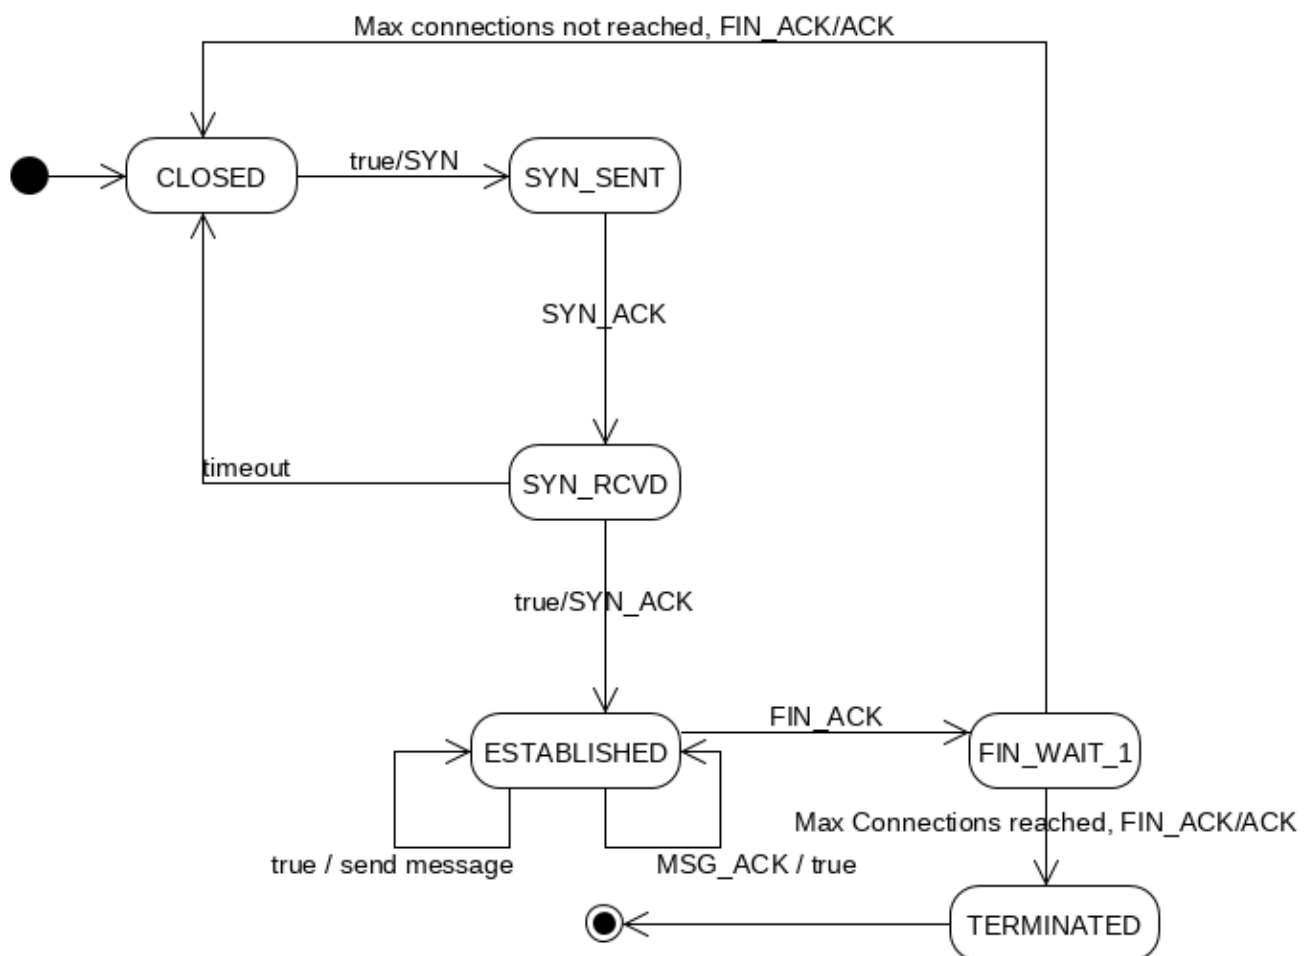 Max connections not reached, FIN_ACK/ACK
true/SYN
CLOSED
SYN_SENT
SYN_ACK
timeout
SYN_RCVD
true/SYN_ACK
FIN_ACK
ESTABLISHED
FIN_WAIT_1
Max Connections reached, FIN_ACK/ACK
true / send message
MSG_ACK / true
TERMINATED